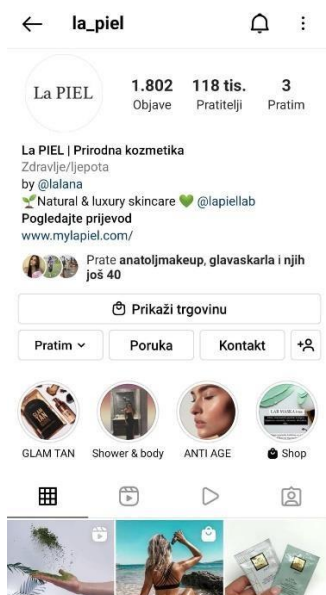 la_piel
La PIEL
1.802 118 tis. 3
Objave Pratitelji Pratim
La PIEL | Prirodna kozmetika
Zdravlje/ljepota
by @lalana
🌱Natural & luxury skincare 💚 @lapiellab
Pogledajte prijevod
www.mylapiel.com/
Prate anatoljmakeup, glavaskarla i njih
još 40
Prikaži trgovinu
Pratim Poruka Kontakt
GLAM TAN Shower & body ANTI AGE Shop